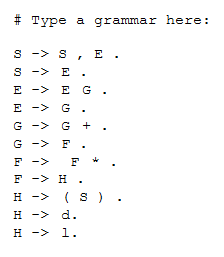 # Type a grammar here:
S -> S , E .
S -> E .
E -> E G .
E -> G .
G -> G + .
G -> F .
F ->  F * .
F -> H .
H -> ( S ) .
H -> d.
H -> l.